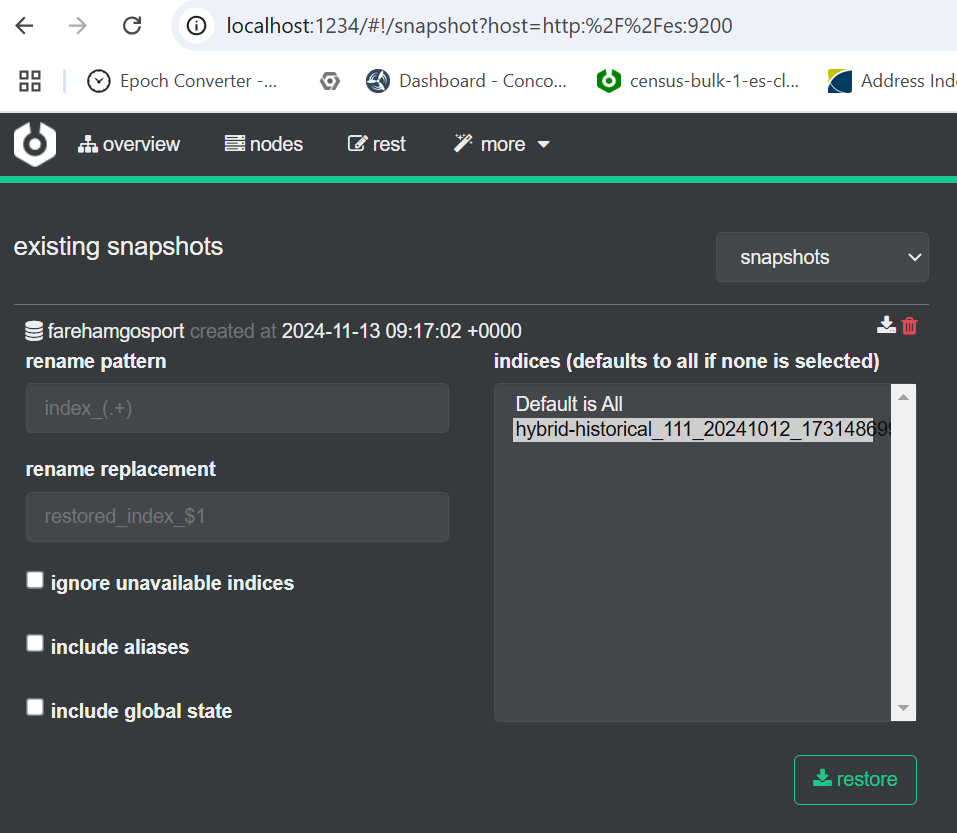 localhost:1234/#!/snapshot?host=http:%2F%2Fes:9200
Epoch Converter -... Dashboard - Conco... census-bulk-1-es-cl... Address Ind
overview nodes rest more
existing snapshots
snapshots
farehamgosport created at 2024-11-13 09:17:02 +0000
rename pattern
index_(.+)
rename replacement
restored_index_$1
ignore unavailable indices
include aliases
include global state
indices (defaults to all if none is selected)
Default is All
hybrid-historical_111_20241012_173148699
restore